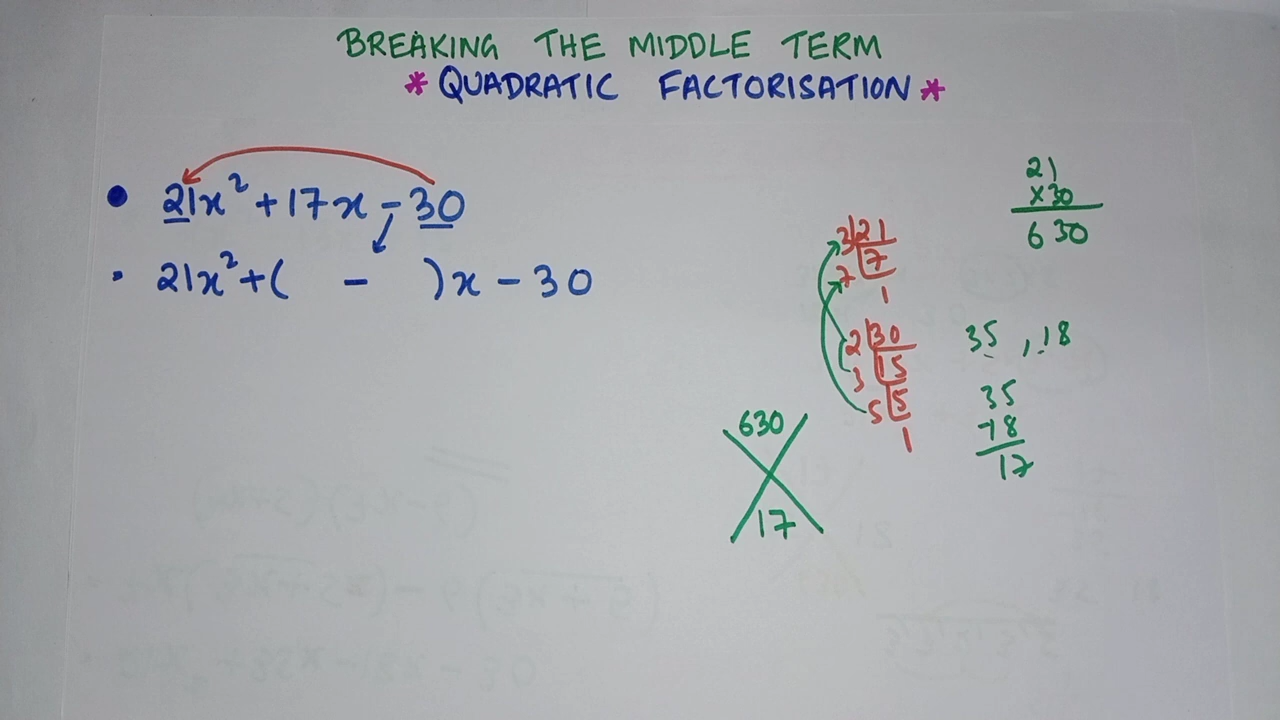 BREAKING THE MIDDLE TERM
*QUADRATIC FACTORISATION*
• 21x² + 17x - 30
• 21x² + ( - )x - 30
21
x30
630
3|21
7|7
1
2|30
3|15
5|5
1
35 , 18
35
-18
17
630
17